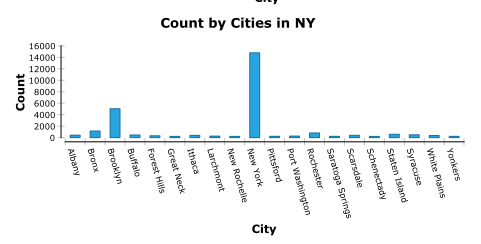 City
Count by Cities in NY
16000
14000
12000
10000
8000
6000
4000
2000
0
Count
Albany
Bronx
Brooklyn
Buffalo
Forest Hills
Great Neck
Ithaca
Larchmont
New Rochelle
New York
Pittsford
Port Washington
Rochester
Saratoga Springs
Scarsdale
Schenectady
Staten Island
Syracuse
White Plains
Yonkers
City